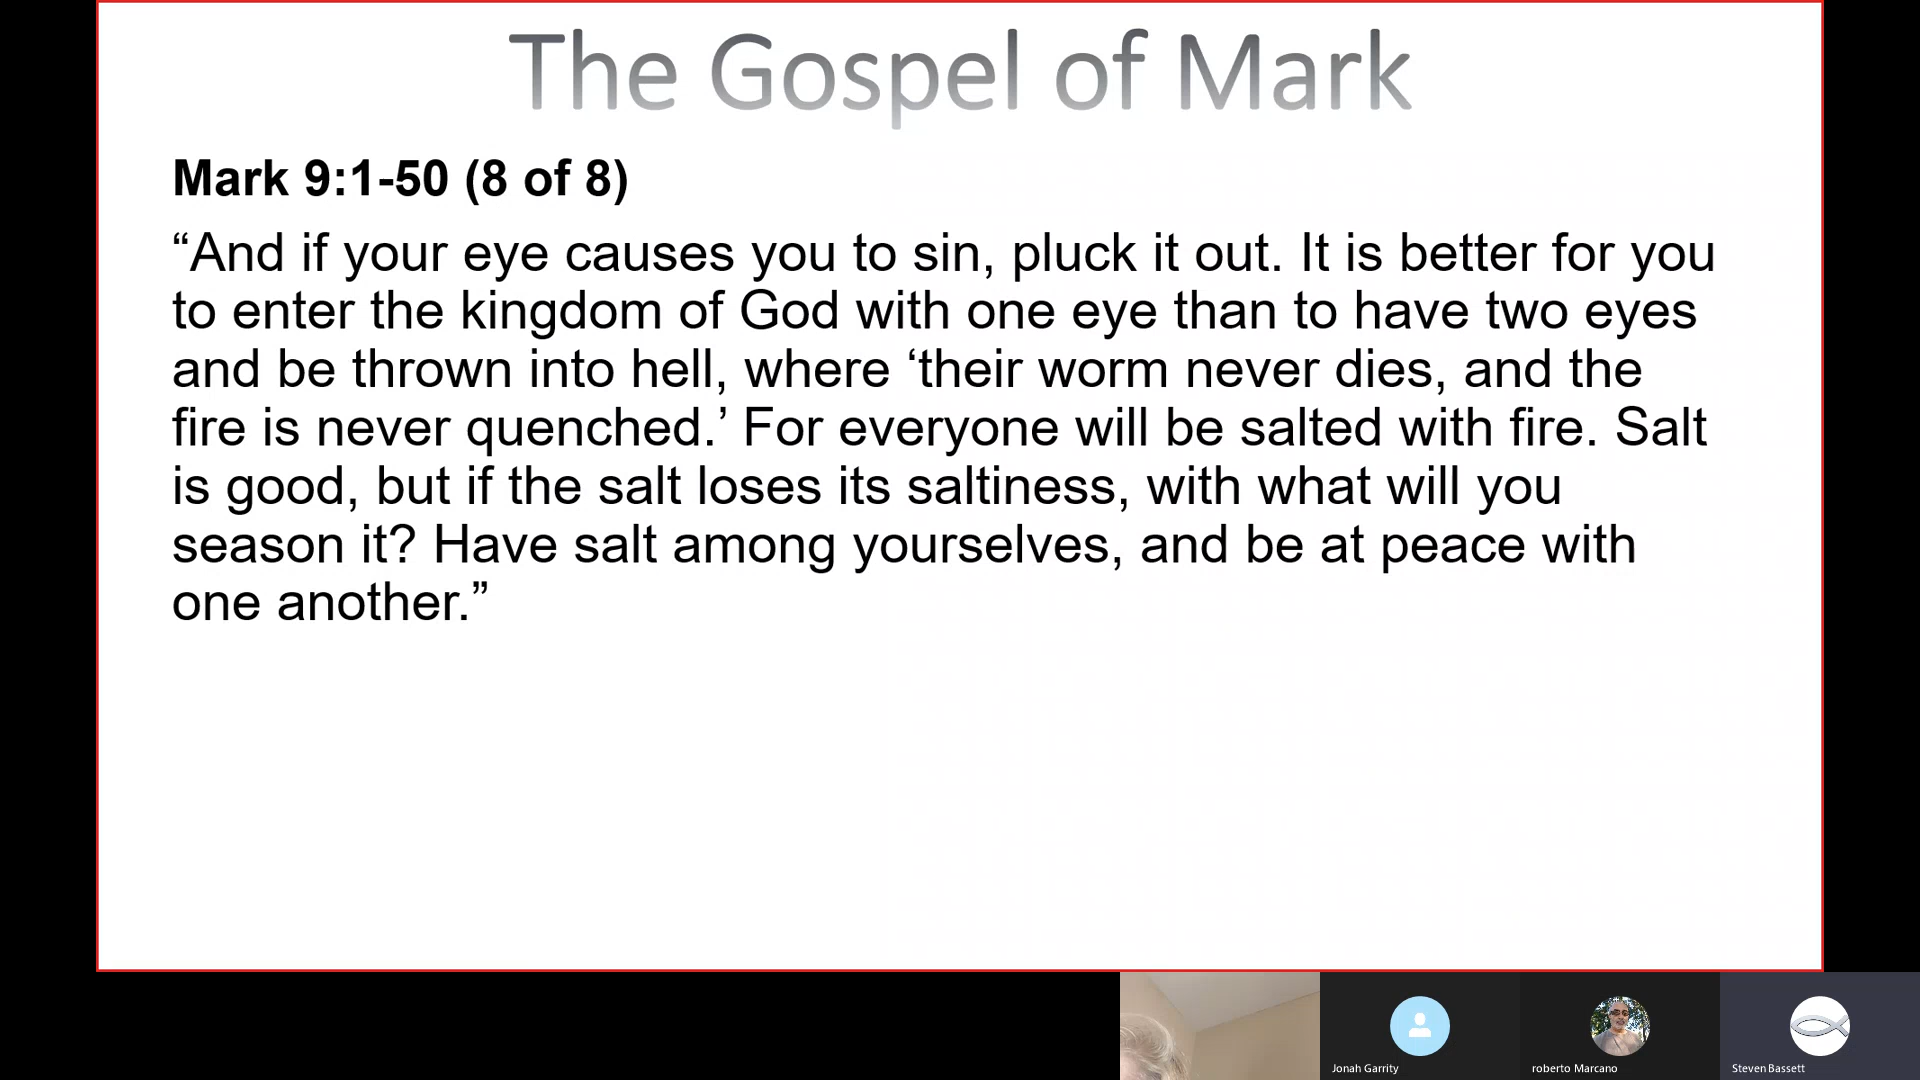 The Gospel of Mark
Mark 9:1-50 (8 of 8)
“And if your eye causes you to sin, pluck it out. It is better for you
to enter the kingdom of God with one eye than to have two eyes
and be thrown into hell, where ‘their worm never dies, and the
fire is never quenched.’ For everyone will be salted with fire. Salt
is good, but if the salt loses its saltiness, with what will you
season it? Have salt among yourselves, and be at peace with
one another.”
Jonah Garrity
roberto Marcano
Steven Bassett